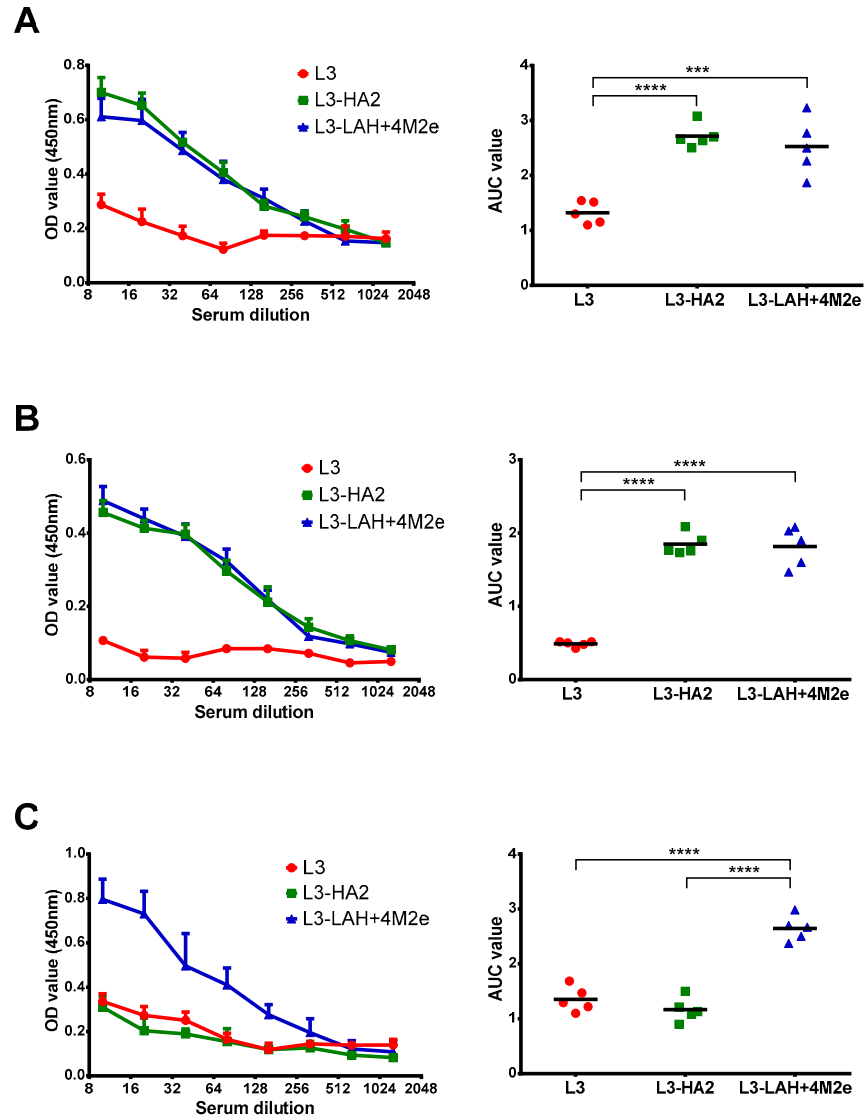 A
OD value (450nm)
0.8
0.6
0.4
0.2
0.0
8 16 32 64 128 256 512 1024 2048
Serum dilution
L3
L3-HA2
L3-LAH+4M2e
AUC value
4
3
2
1
0
***
****
L3 L3-HA2 L3-LAH+4M2e
B
OD value (450nm)
0.6
0.4
0.2
0.0
8 16 32 64 128 256 512 1024 2048
Serum dilution
L3
L3-HA2
L3-LAH+4M2e
AUC value
3
2
1
0
****
****
L3 L3-HA2 L3-LAH+4M2e
C
OD value (450nm)
1.0
0.8
0.6
0.4
0.2
0.0
8 16 32 64 128 256 512 1024 2048
Serum dilution
L3
L3-HA2
L3-LAH+4M2e
AUC value
4
3
2
1
0
****
****
L3 L3-HA2 L3-LAH+4M2e